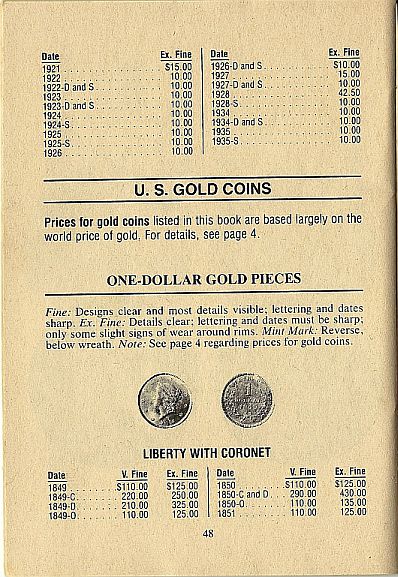 Date Ex. Fine
1921 $15.00
1922 10.00
1922-D and S 10.00
1923 10.00
1923-D and S 10.00
1924 10.00
1924-S 10.00
1925 10.00
1925-S 10.00
1926 10.00
Date Ex. Fine
1926-D and S $10.00
1927 15.00
1927-D and S 10.00
1928 42.50
1928-S 10.00
1934 10.00
1934-D and S 10.00
1935 10.00
1935-S 10.00
U. S. GOLD COINS
Prices for gold coins listed in this book are based largely on the
world price of gold. For details, see page 4.
ONE-DOLLAR GOLD PIECES
Fine: Designs clear and most details visible; lettering and dates
sharp. Ex. Fine: Details clear; lettering and dates must be sharp;
only some slight signs of wear around rims. Mint Mark: Reverse,
below wreath. Note: See page 4 regarding prices for gold coins.
LIBERTY WITH CORONET
Date V. Fine Ex. Fine
1849 $110.00 $125.00
1849-C 220.00 250.00
1849-D 210.00 325.00
1849-O 110.00 125.00
Date V. Fine Ex. Fine
1850 $110.00 $125.00
1850-C and D 290.00 430.00
1850-O 110.00 135.00
1851 110.00 125.00
48